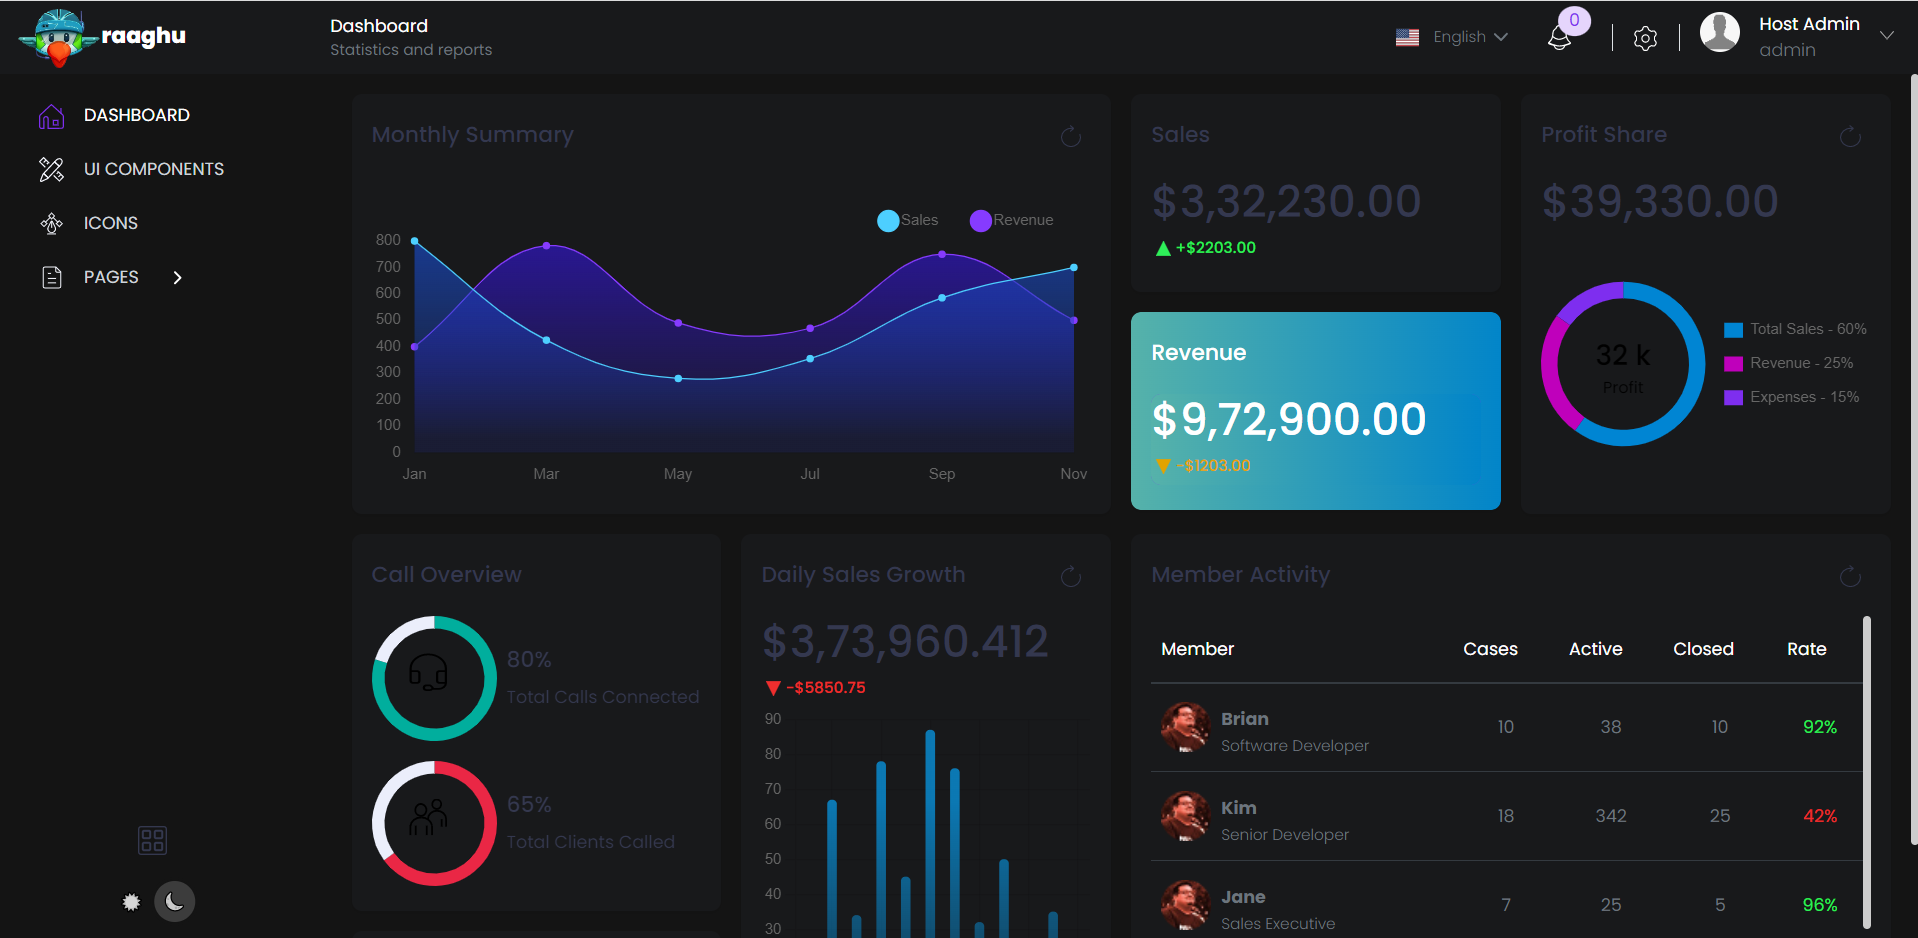 raaghu
Dashboard
Statistics and reports
English
0
Host Admin
admin
DASHBOARD
UI COMPONENTS
ICONS
PAGES
Monthly Summary
Sales
Revenue
800
700
600
500
400
300
200
100
0
Jan
Mar
May
Jul
Sep
Nov
Sales
$3,32,230.00
+$2203.00
Revenue
$9,72,900.00
-$1203.00
Profit Share
$39,330.00
32 k
Profit
Total Sales - 60%
Revenue - 25%
Expenses - 15%
Call Overview
80%
Total Calls Connected
65%
Total Clients Called
Daily Sales Growth
$3,73,960.412
-$5850.75
90
80
70
60
50
40
30
Member Activity
Member Cases Active Closed Rate
Brian
Software Developer
10 38 10 92%
Kim
Senior Developer
18 342 25 42%
Jane
Sales Executive
7 25 5 96%